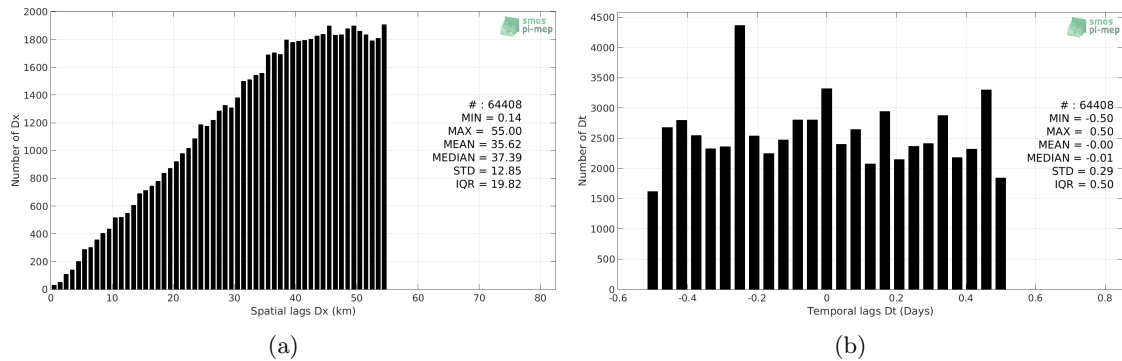 2000
1800
1600
1400
1200
1000
800
600
400
200
0
Number of Dx
0 10 20 30 40 50 60 70 80
Spatial lags Dx (km)
smos
pi-mep
# : 64408
MIN = 0.14
MAX = 55.00
MEAN = 35.62
MEDIAN = 37.39
STD = 12.85
IQR = 19.82
(a)
4500
4000
3500
3000
2500
2000
1500
1000
500
0
Number of Dt
-0.6 -0.4 -0.2 0 0.2 0.4 0.6 0.8
Temporal lags Dt (Days)
smos
pi-mep
# : 64408
MIN = -0.50
MAX = 0.50
MEAN = -0.00
MEDIAN = -0.01
STD = 0.29
IQR = 0.50
(b)